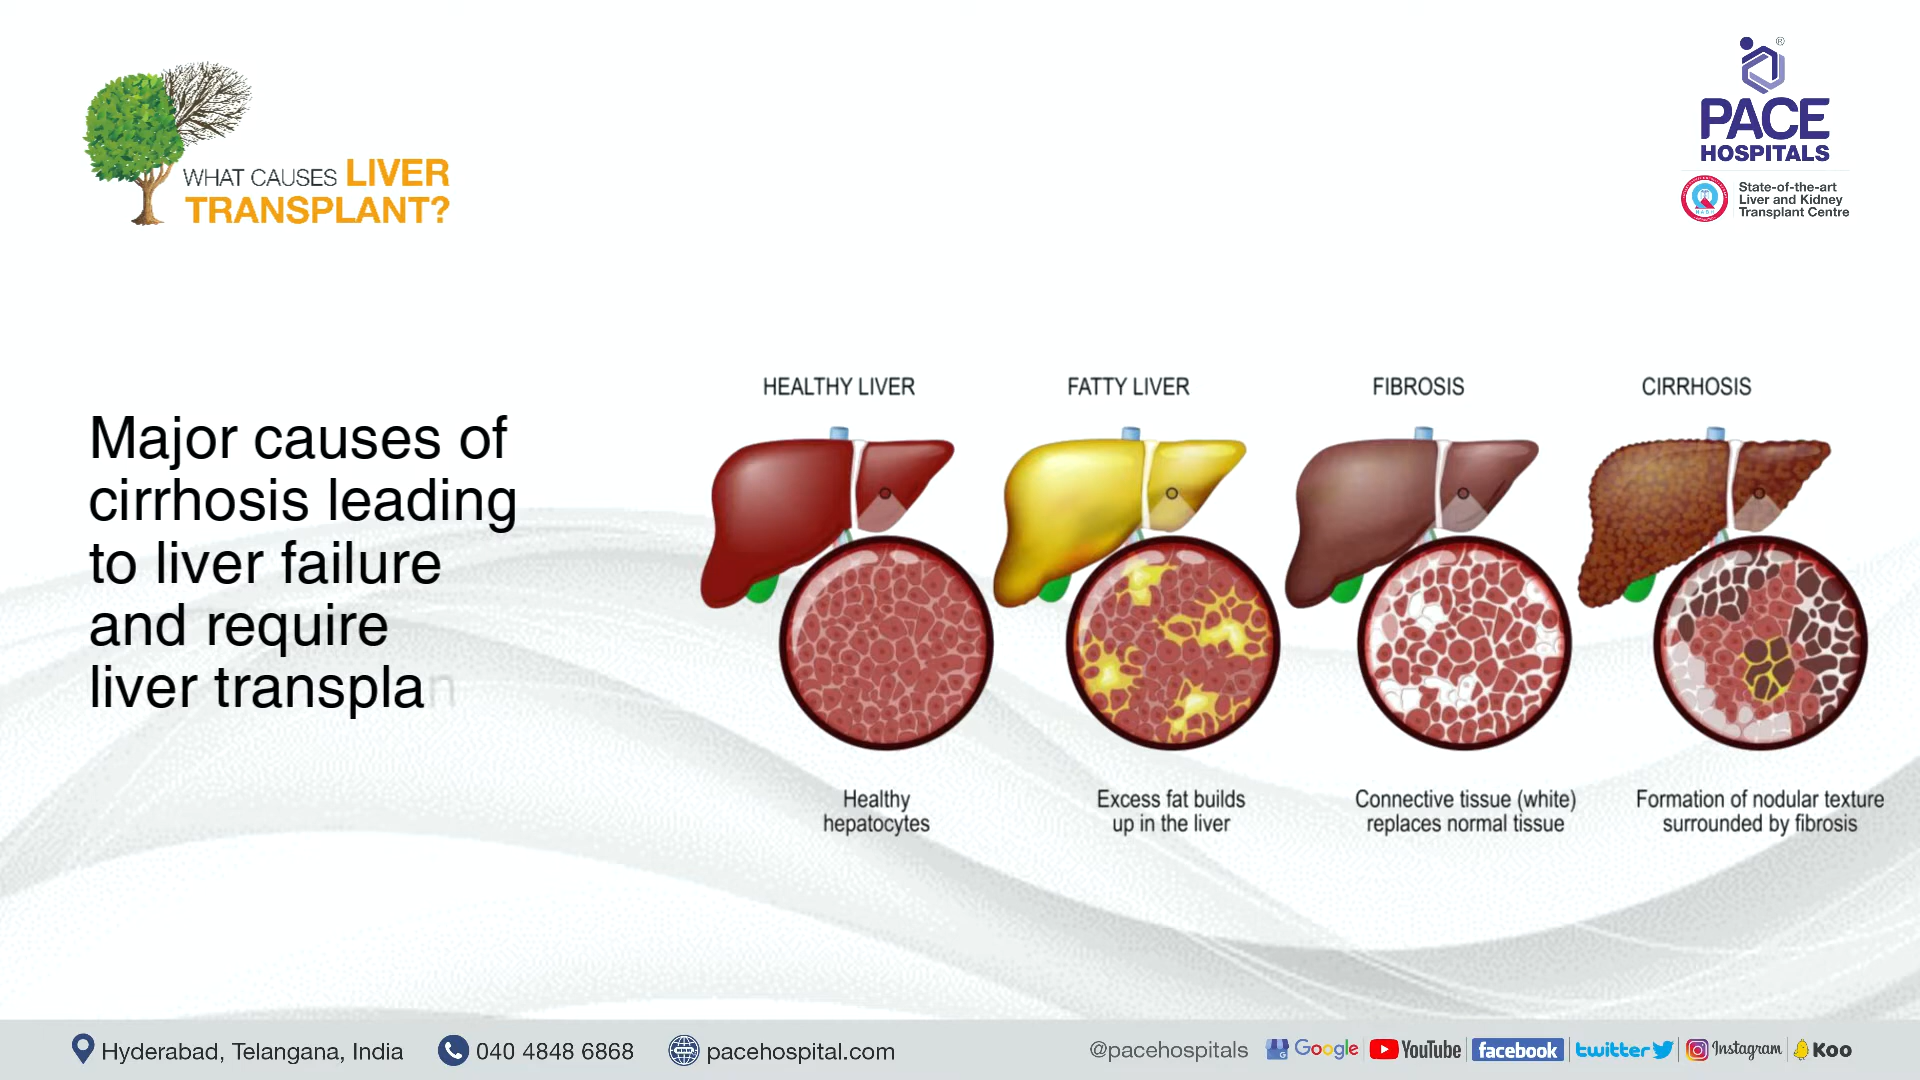 WHAT CAUSES LIVER
TRANSPLANT?
PACE
HOSPITALS
State-of-the-art
Liver and Kidney
Transplant Centre
Major causes of
cirrhosis leading
to liver failure
and require
liver transplan
HEALTHY LIVER
FATTY LIVER
FIBROSIS
CIRRHOSIS
Healthy
hepatocytes
Excess fat builds
up in the liver
Connective tissue (white)
replaces normal tissue
Formation of nodular texture
surrounded by fibrosis
Hyderabad, Telangana, India
040 4848 6868
pacehospital.com
@pacehospitals
Google
YouTube
facebook
twitter
Instagram
Koo